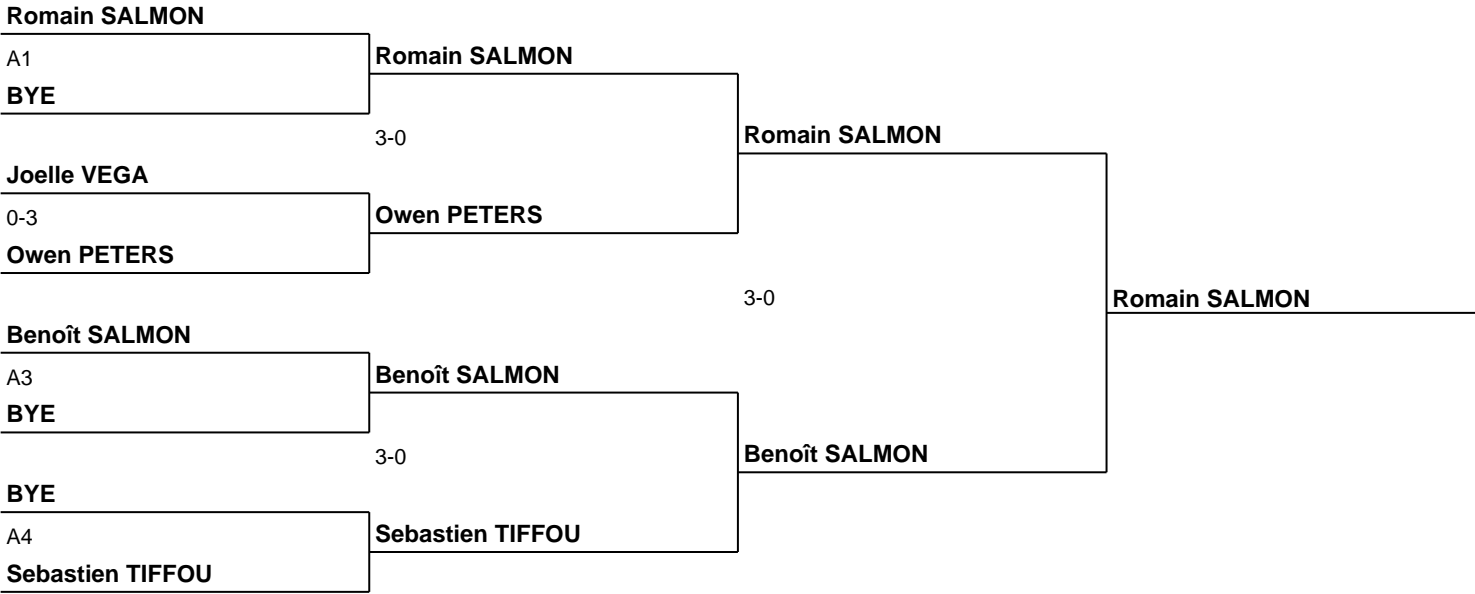 Romain SALMON
A1
BYE
Romain SALMON
3-0
Romain SALMON
Joelle VEGA
0-3
Owen PETERS
Owen PETERS
3-0
Romain SALMON
Benoît SALMON
A3
BYE
Benoît SALMON
3-0
Benoît SALMON
BYE
A4
Sebastien TIFFOU
Sebastien TIFFOU